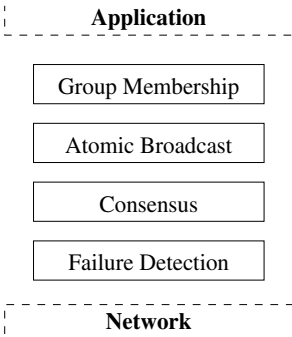 Application
Group Membership
Atomic Broadcast
Consensus
Failure Detection
Network